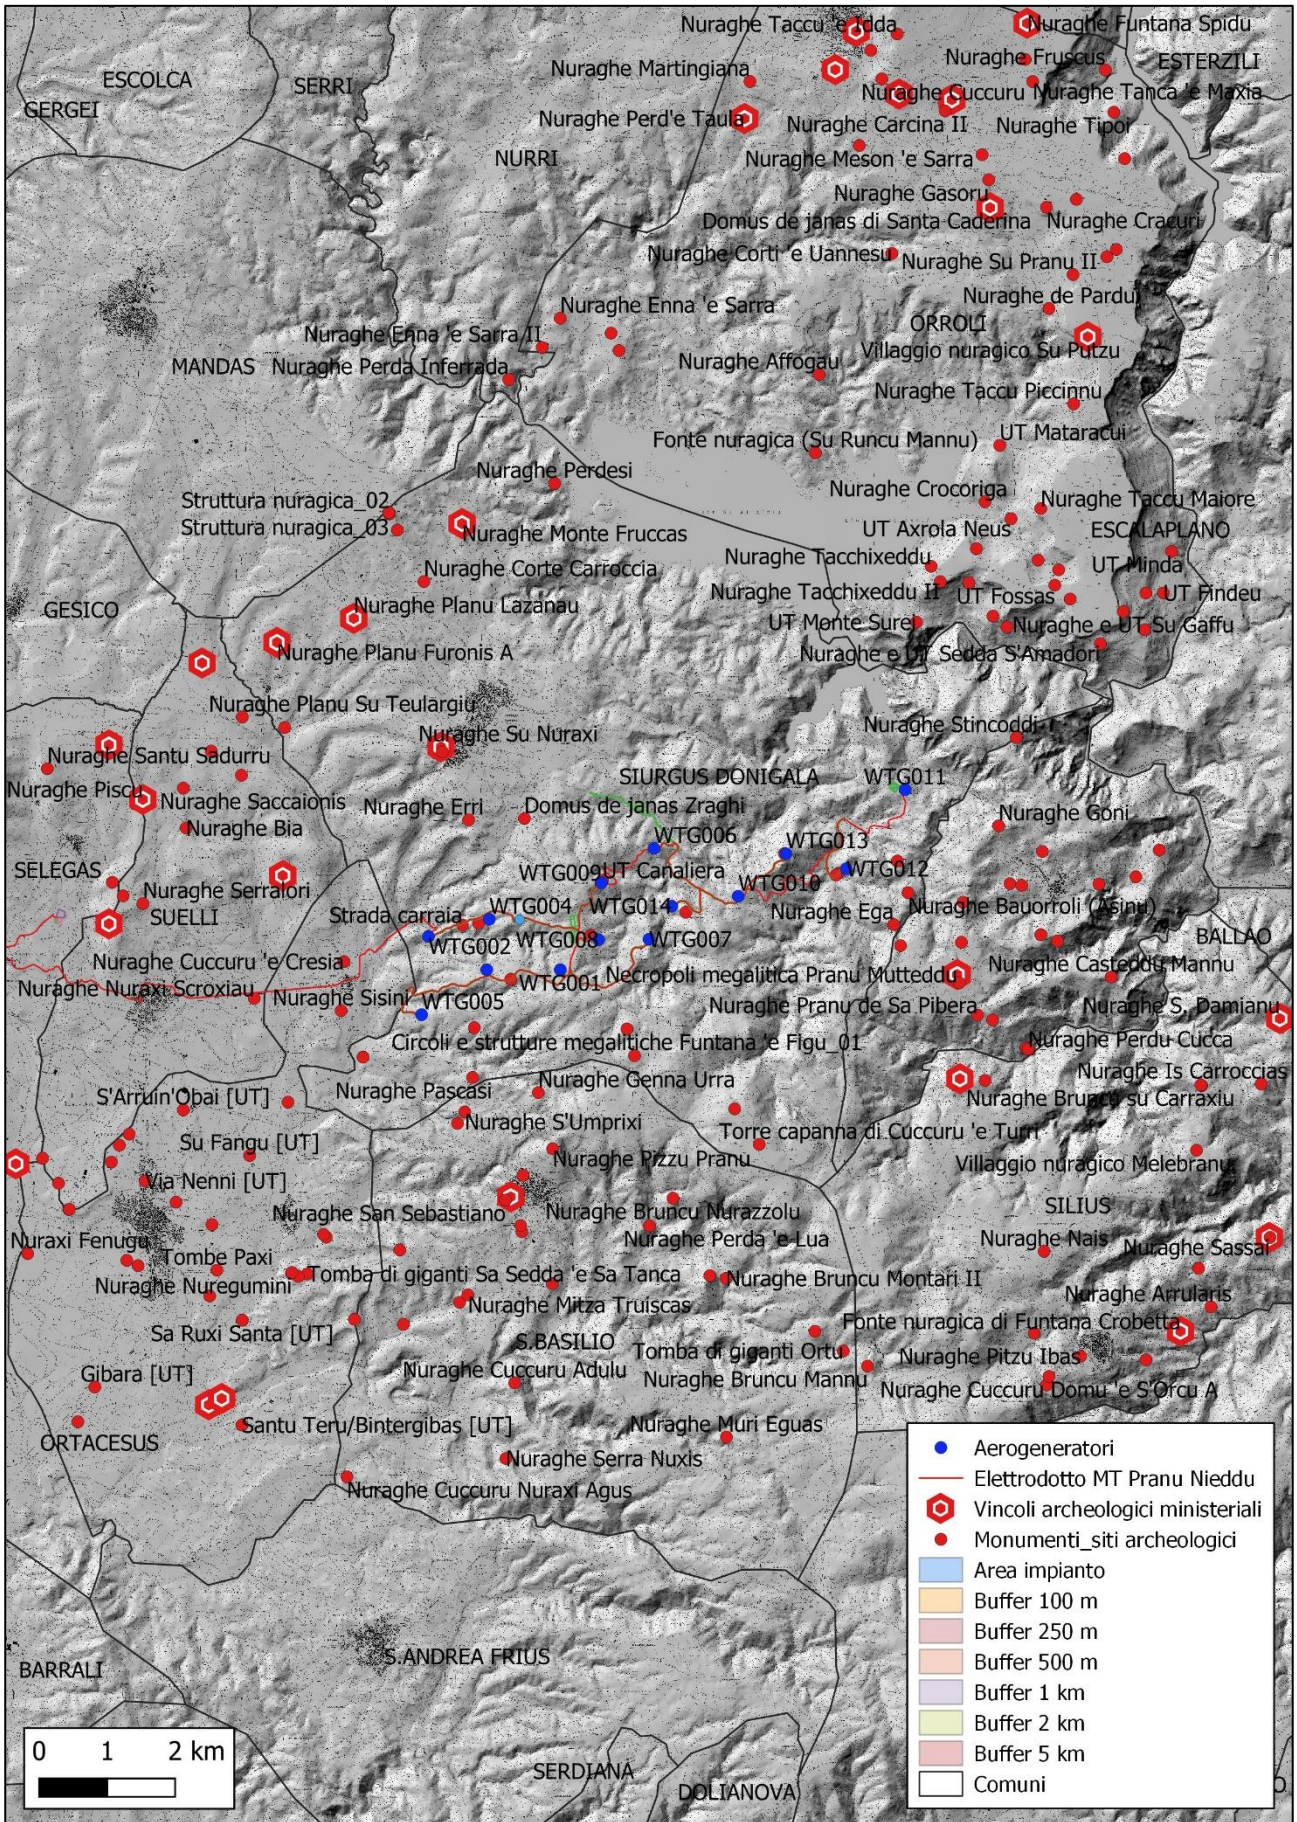 Nuraghe Taccu 'e Idda
Nuraghe Funtana Spidu
ESCOLCA
SERRI
Nuraghe Martingiana
Nuraghe Fruscus
ESTERZILI
GERGEI
Nuraghe Cuccuru
Nuraghe Tanca 'e Maxia
Nuraghe Perd'e Taula
Nuraghe Carcina II
Nuraghe Tipoi
NURRI
Nuraghe Meson 'e Sarra
Nuraghe Gasoru
Domus de janas di Santa Caderina
Nuraghe Cracuri
Nuraghe Corti 'e Uannesu
Nuraghe Su Pranu II
Nuraghe Enna 'e Sarra
Nuraghe de Pardu
ORROLI
Nuraghe Enna 'e Sarra II
Villaggio nuragico Su Putzu
MANDAS
Nuraghe Perda Inferrada
Nuraghe Affogau
Nuraghe Taccu Piccinnu
UT Mataracui
Fonte nuragica (Su Runcu Mannu)
Nuraghe Perdesi
Nuraghe Crocoriga
Struttura nuragica_02
Nuraghe Taccu Maiore
Struttura nuragica_03
Nuraghe Monte Fruccas
UT Axrola Neus
ESCALAPLANO
Nuraghe Tacchixeddu
UT Minda
Nuraghe Corte Carroccia
Nuraghe Tacchixeddu II
UT Fossas
UT Findeu
GESICO
Nuraghe Planu Lazanau
UT Monte Surei
Nuraghe e UT Su Gaffu
Nuraghe Planu Furonis A
Nuraghe e UT Sedda S'Amadori
Nuraghe Planu Su Teulargiu
Nuraghe Stincoddi
Nuraghe Su Nuraxi
Nuraghe Santu Sadurru
SIURGUS DONIGALA
WTG011
Nuraghe Piscu
Nuraghe Saccaionis
Nuraghe Erri
Domus de janas Zraghi
Nuraghe Goni
Nuraghe Bia
WTG006
WTG013
SELEGAS
WTG009
UT Canaliera
WTG012
WTG010
Nuraghe Serralori
WTG004
WTG014
Nuraghe Bauorroli (Asinu)
SUELLI
Strada carraia
Nuraghe Ega
WTG002
WTG008
WTG007
BALLAO
Nuraghe Cuccuru 'e Cresia
Nuraghe Casteddu Mannu
WTG001
Necropoli megalitica Pranu Mutteddu
Nuraghe Nuraxi Scroxiau
Nuraghe Sisini
WTG005
Nuraghe Pranu de Sa Pibera
Nuraghe S. Damianu
Circoli e strutture megalitiche Funtana 'e Figu_01
Nuraghe Perdu Cucca
Nuraghe Pascasi
Nuraghe Genna Urra
Nuraghe Is Carroccias
S'Arruin'Obai [UT]
Nuraghe Bruncu su Carraxiu
Nuraghe S'Umprixi
Torre capanna di Cuccuru 'e Turri
Su Fangu [UT]
Nuraghe Pizzu Pranu
Villaggio nuragico Melebranu
Via Nenni [UT]
SILIUS
Nuraghe San Sebastiano
Nuraghe Bruncu Nurazzolu
Nuraxi Fenugu
Nuraghe Perda 'e Lua
Nuraghe Nais
Nuraghe Sassai
Tombe Paxi
Tomba di giganti Sa Sedda 'e Sa Tanca
Nuraghe Bruncu Montari II
Nuraghe Nuregumini
Nuraghe Arrularis
Nuraghe Mitza Truiscas
Fonte nuragica di Funtana Crobetta
Sa Ruxi Santa [UT]
S.BASILIO
Tomba di giganti Ortu
Nuraghe Pitzu Ibas
Gibara [UT]
Nuraghe Cuccuru Adulu
Nuraghe Bruncu Mannu
Nuraghe Cuccuru Domu 'e S'Orcu A
Santu Teru/Bintergibas [UT]
Nuraghe Muri Eguas
ORTACESUS
Nuraghe Serra Nuxis
Nuraghe Cuccuru Nuraxi Agus
S.ANDREA FRIUS
BARRALI
SERDIANA
DOLIANOVA
O
Aerogeneratori
Elettrodotto MT Pranu Nieddu
Vincoli archeologici ministeriali
Monumenti_siti archeologici
Area impianto
Buffer 100 m
Buffer 250 m
Buffer 500 m
Buffer 1 km
Buffer 2 km
Buffer 5 km
Comuni
0 1 2 km